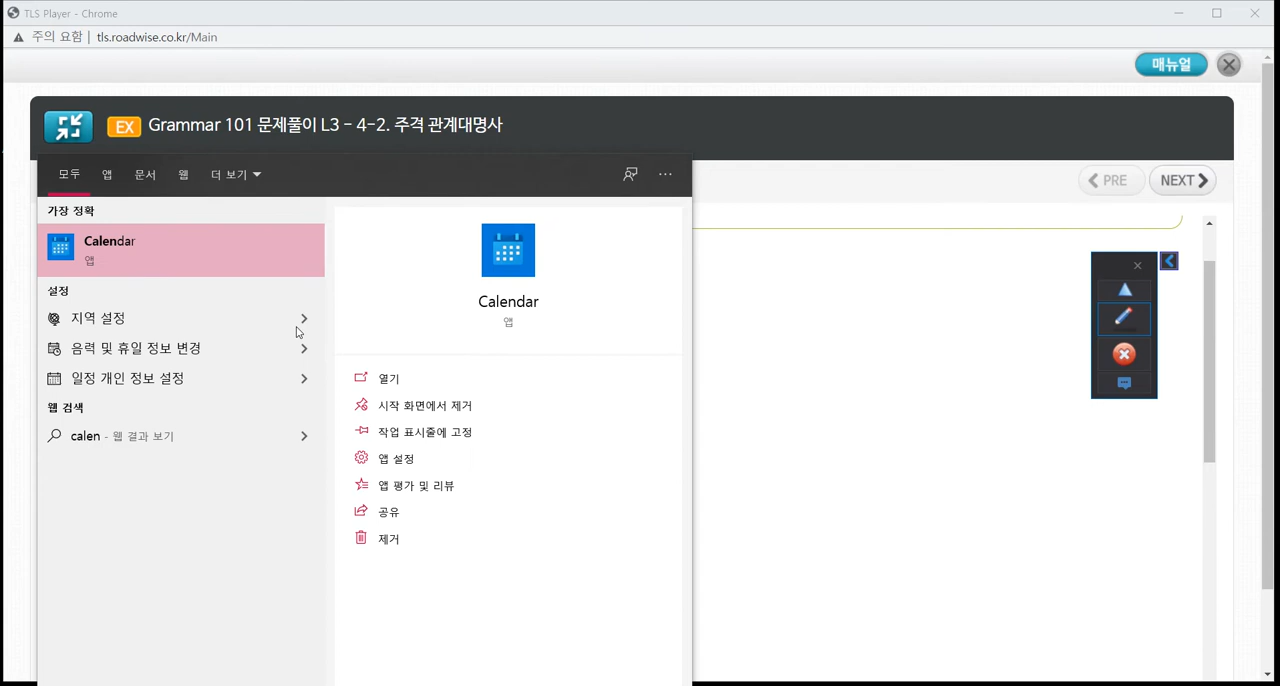 TLS Player - Chrome
주의 요함 | tls.roadwise.co.kr/Main
매뉴얼
EX Grammar 101 문제풀이 L3 - 4-2. 주격 관계대명사
모두 앱 문서 웹 더 보기
PRE NEXT
가장 정확
Calendar
앱
설정
지역 설정
음력 및 휴일 정보 변경
일정 개인 정보 설정
웹 검색
calen - 웹 결과 보기
Calendar
앱
열기
시작 화면에서 제거
작업 표시줄에 고정
앱 설정
앱 평가 및 리뷰
공유
제거